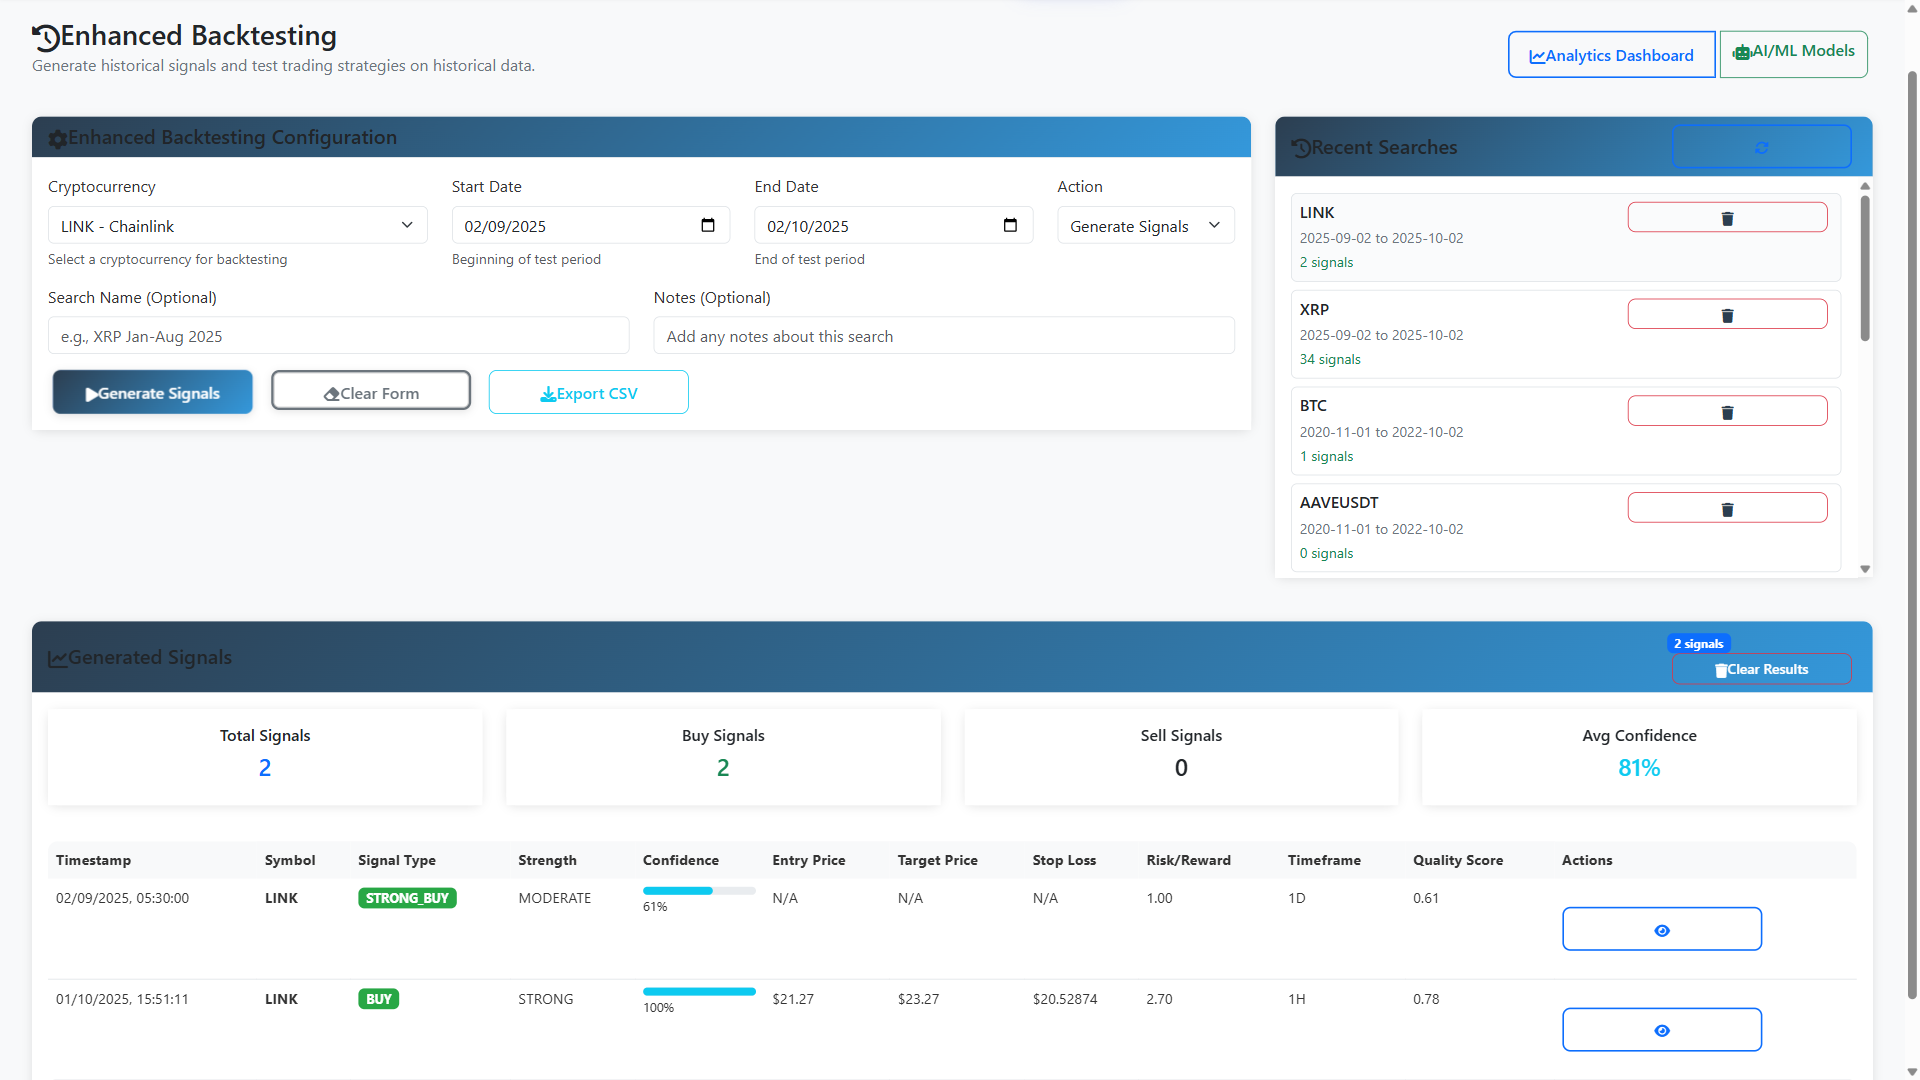 Enhanced Backtesting
Generate historical signals and test trading strategies on historical data.
Analytics Dashboard
AI/ML Models
Enhanced Backtesting Configuration
Cryptocurrency
Start Date
End Date
Action
LINK - Chainlink
02/09/2025
02/10/2025
Generate Signals
Select a cryptocurrency for backtesting
Beginning of test period
End of test period
Search Name (Optional)
Notes (Optional)
e.g., XRP Jan-Aug 2025
Add any notes about this search
Generate Signals
Clear Form
Export CSV
Recent Searches
LINK
2025-09-02 to 2025-10-02
2 signals
XRP
2025-09-02 to 2025-10-02
34 signals
BTC
2020-11-01 to 2022-10-02
1 signals
AAVEUSDT
2020-11-01 to 2022-10-02
0 signals
Generated Signals
2 signals
Clear Results
Total Signals
2
Buy Signals
2
Sell Signals
0
Avg Confidence
81%
Timestamp Symbol Signal Type Strength Confidence Entry Price Target Price Stop Loss Risk/Reward Timeframe Quality Score Actions
02/09/2025, 05:30:00 LINK STRONG_BUY MODERATE 61% N/A N/A N/A 1.00 1D 0.61
01/10/2025, 15:51:11 LINK BUY STRONG 100% $21.27 $23.27 $20.52874 2.70 1H 0.78